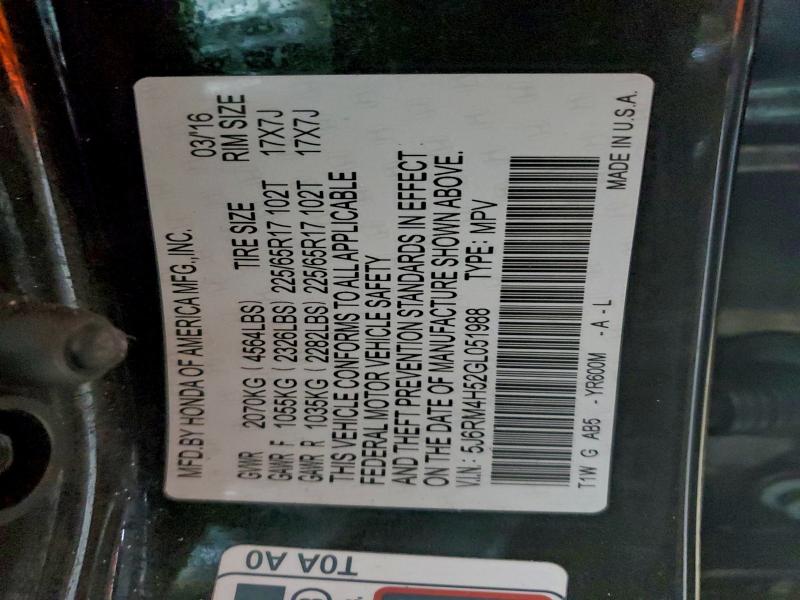 MFD.BY HONDA OF AMERICA MFG., INC. 03/'16
TIRE SIZE RIM SIZE
GVWR 2070KG ( 4564LBS)
GAWR F 1055KG ( 2326LBS) 225/65R17 102T 17X7J
GAWR R 1035KG ( 2282LBS) 225/65R17 102T 17X7J
THIS VEHICLE CONFORMS TO ALL APPLICABLE
FEDERAL MOTOR VEHICLE SAFETY
AND THEFT PREVENTION STANDARDS IN EFFECT
ON THE DATE OF MANUFACTURE SHOWN ABOVE.
V.I.N.: 5J6RM4H52GL051988 TYPE: MPV
T1W G AB5 -YR600M -A -L
MADE IN U.S.A.
T0A A0